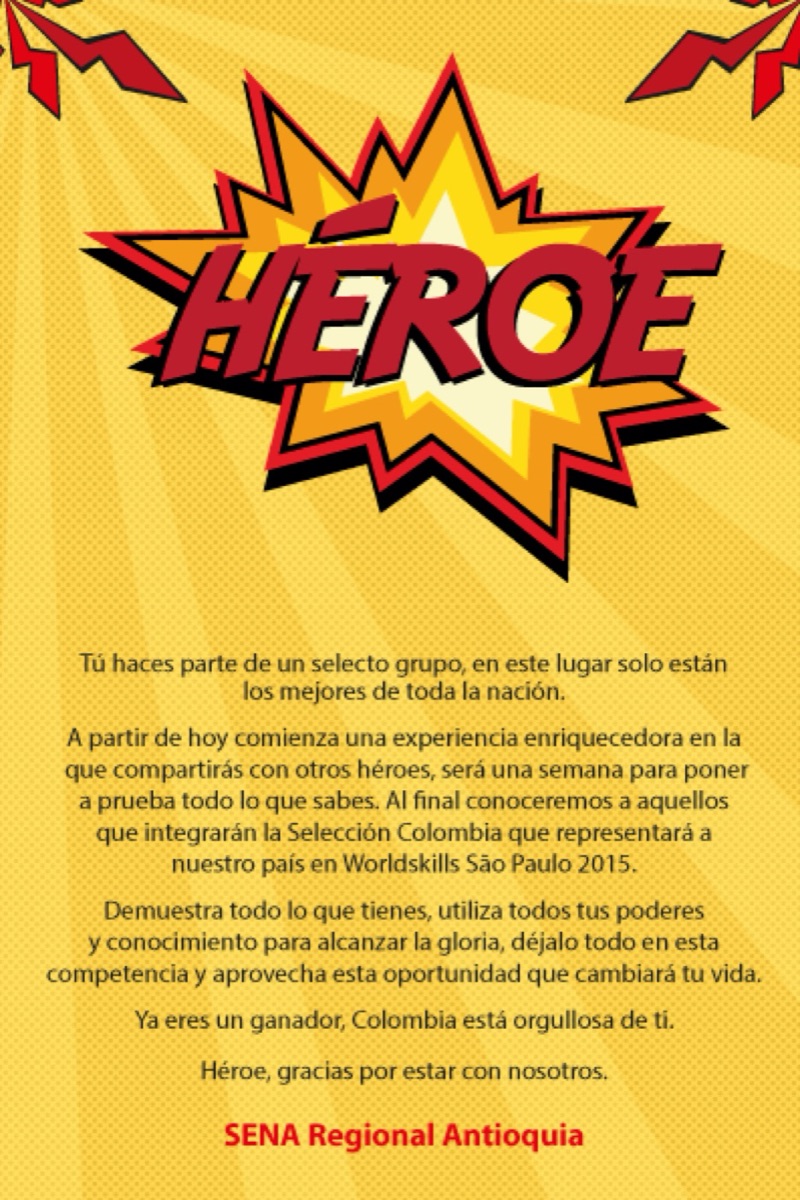 HÉROE
Tú haces parte de un selecto grupo, en este lugar solo están
los mejores de toda la nación.
A partir de hoy comienza una experiencia enriquecedora en la
que compartirás con otros héroes, será una semana para poner
a prueba todo lo que sabes. Al final conoceremos a aquellos
que integrarán la Selección Colombia que representará a
nuestro país en Worldskills São Paulo 2015.
Demuestra todo lo que tienes, utiliza todos tus poderes
y conocimiento para alcanzar la gloria, déjalo todo en esta
competencia y aprovecha esta oportunidad que cambiará tu vida.
Ya eres un ganador, Colombia está orgullosa de ti.
Héroe, gracias por estar con nosotros.
SENA Regional Antioquia